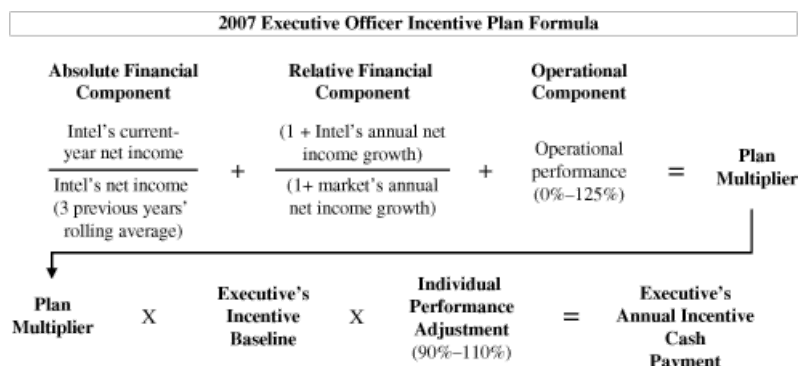 2007 Executive Officer Incentive Plan Formula
Absolute Financial
Component
Relative Financial
Component
Operational
Component
Intel's current-
year net income
Intel's net income
(3 previous years'
rolling average)
+
(1 + Intel's annual net
income growth)
(1+ market's annual
net income growth)
+
Operational
performance
(0%–125%)
=
Plan
Multiplier
Plan
Multiplier
X
Executive's
Incentive
Baseline
X
Individual
Performance
Adjustment
(90%–110%)
=
Executive's
Annual Incentive
Cash
Payment